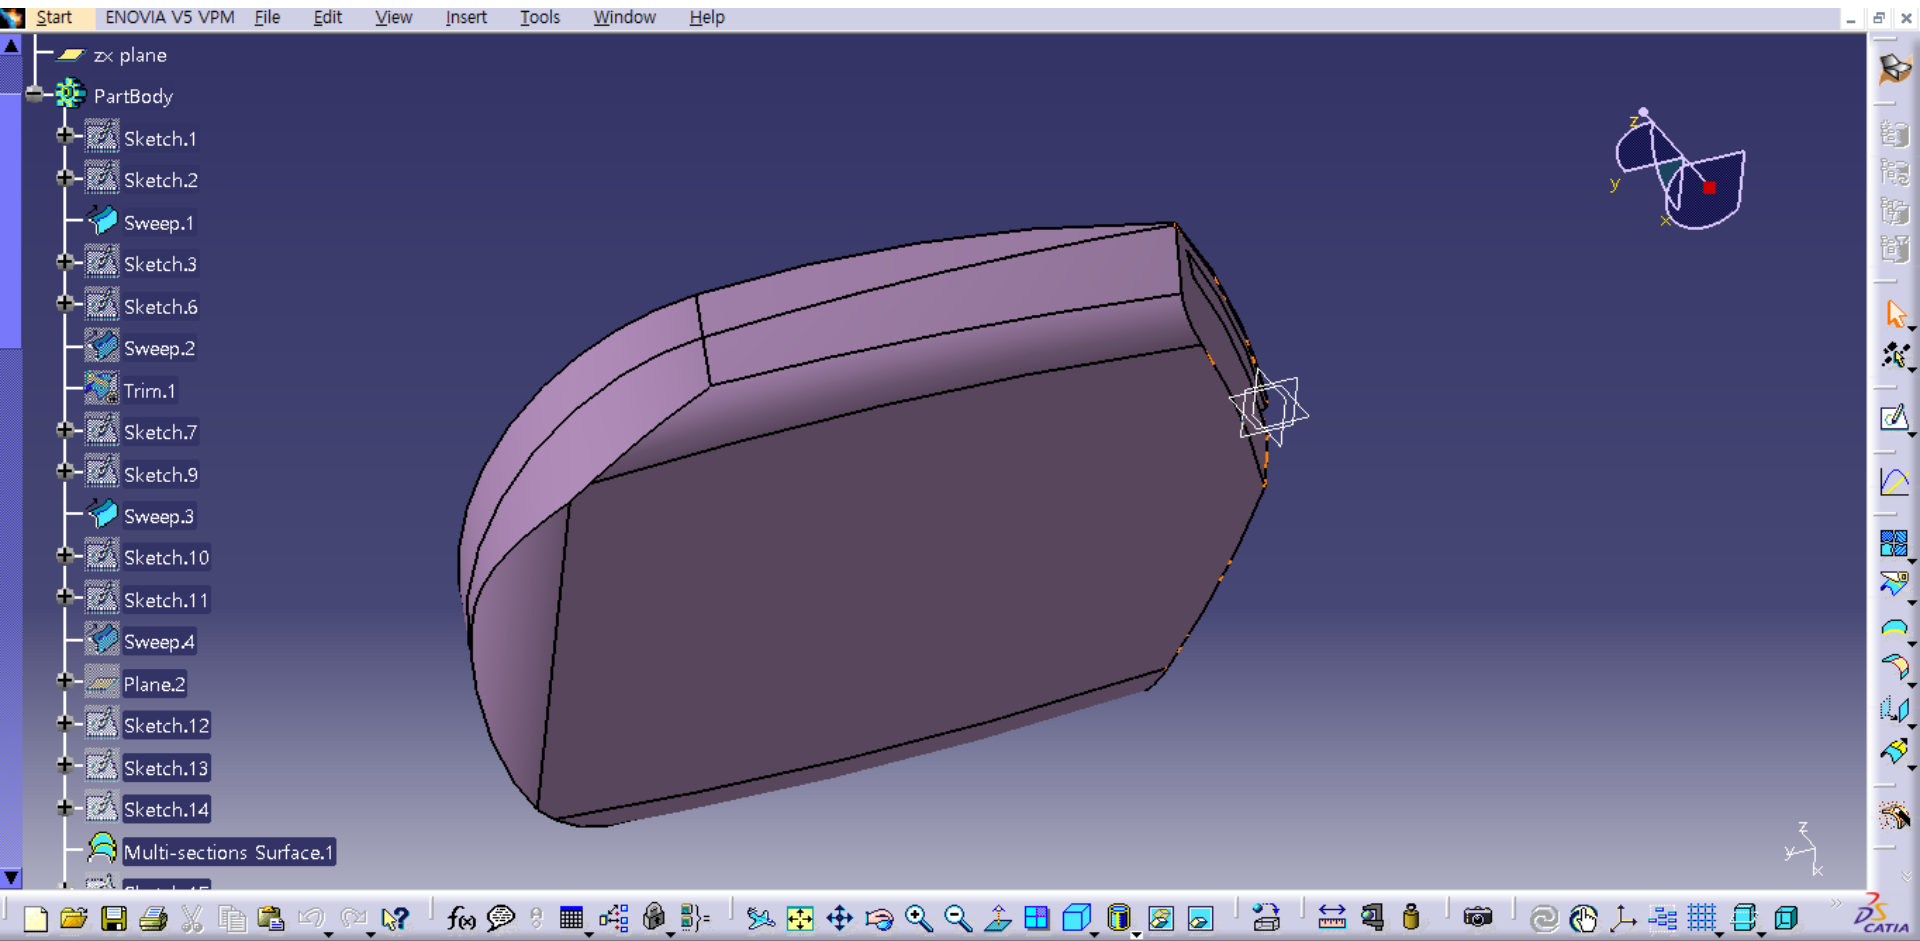 Start ENOVIA V5 VPM File Edit View Insert Tools Window Help
zx plane
PartBody
Sketch.1
Sketch.2
Sweep.1
Sketch.3
Sketch.6
Sweep.2
Trim.1
Sketch.7
Sketch.9
Sweep.3
Sketch.10
Sketch.11
Sweep.4
Plane.2
Sketch.12
Sketch.13
Sketch.14
Multi-sections Surface.1
z
y
x
z
y
x
f(x)
CATIA